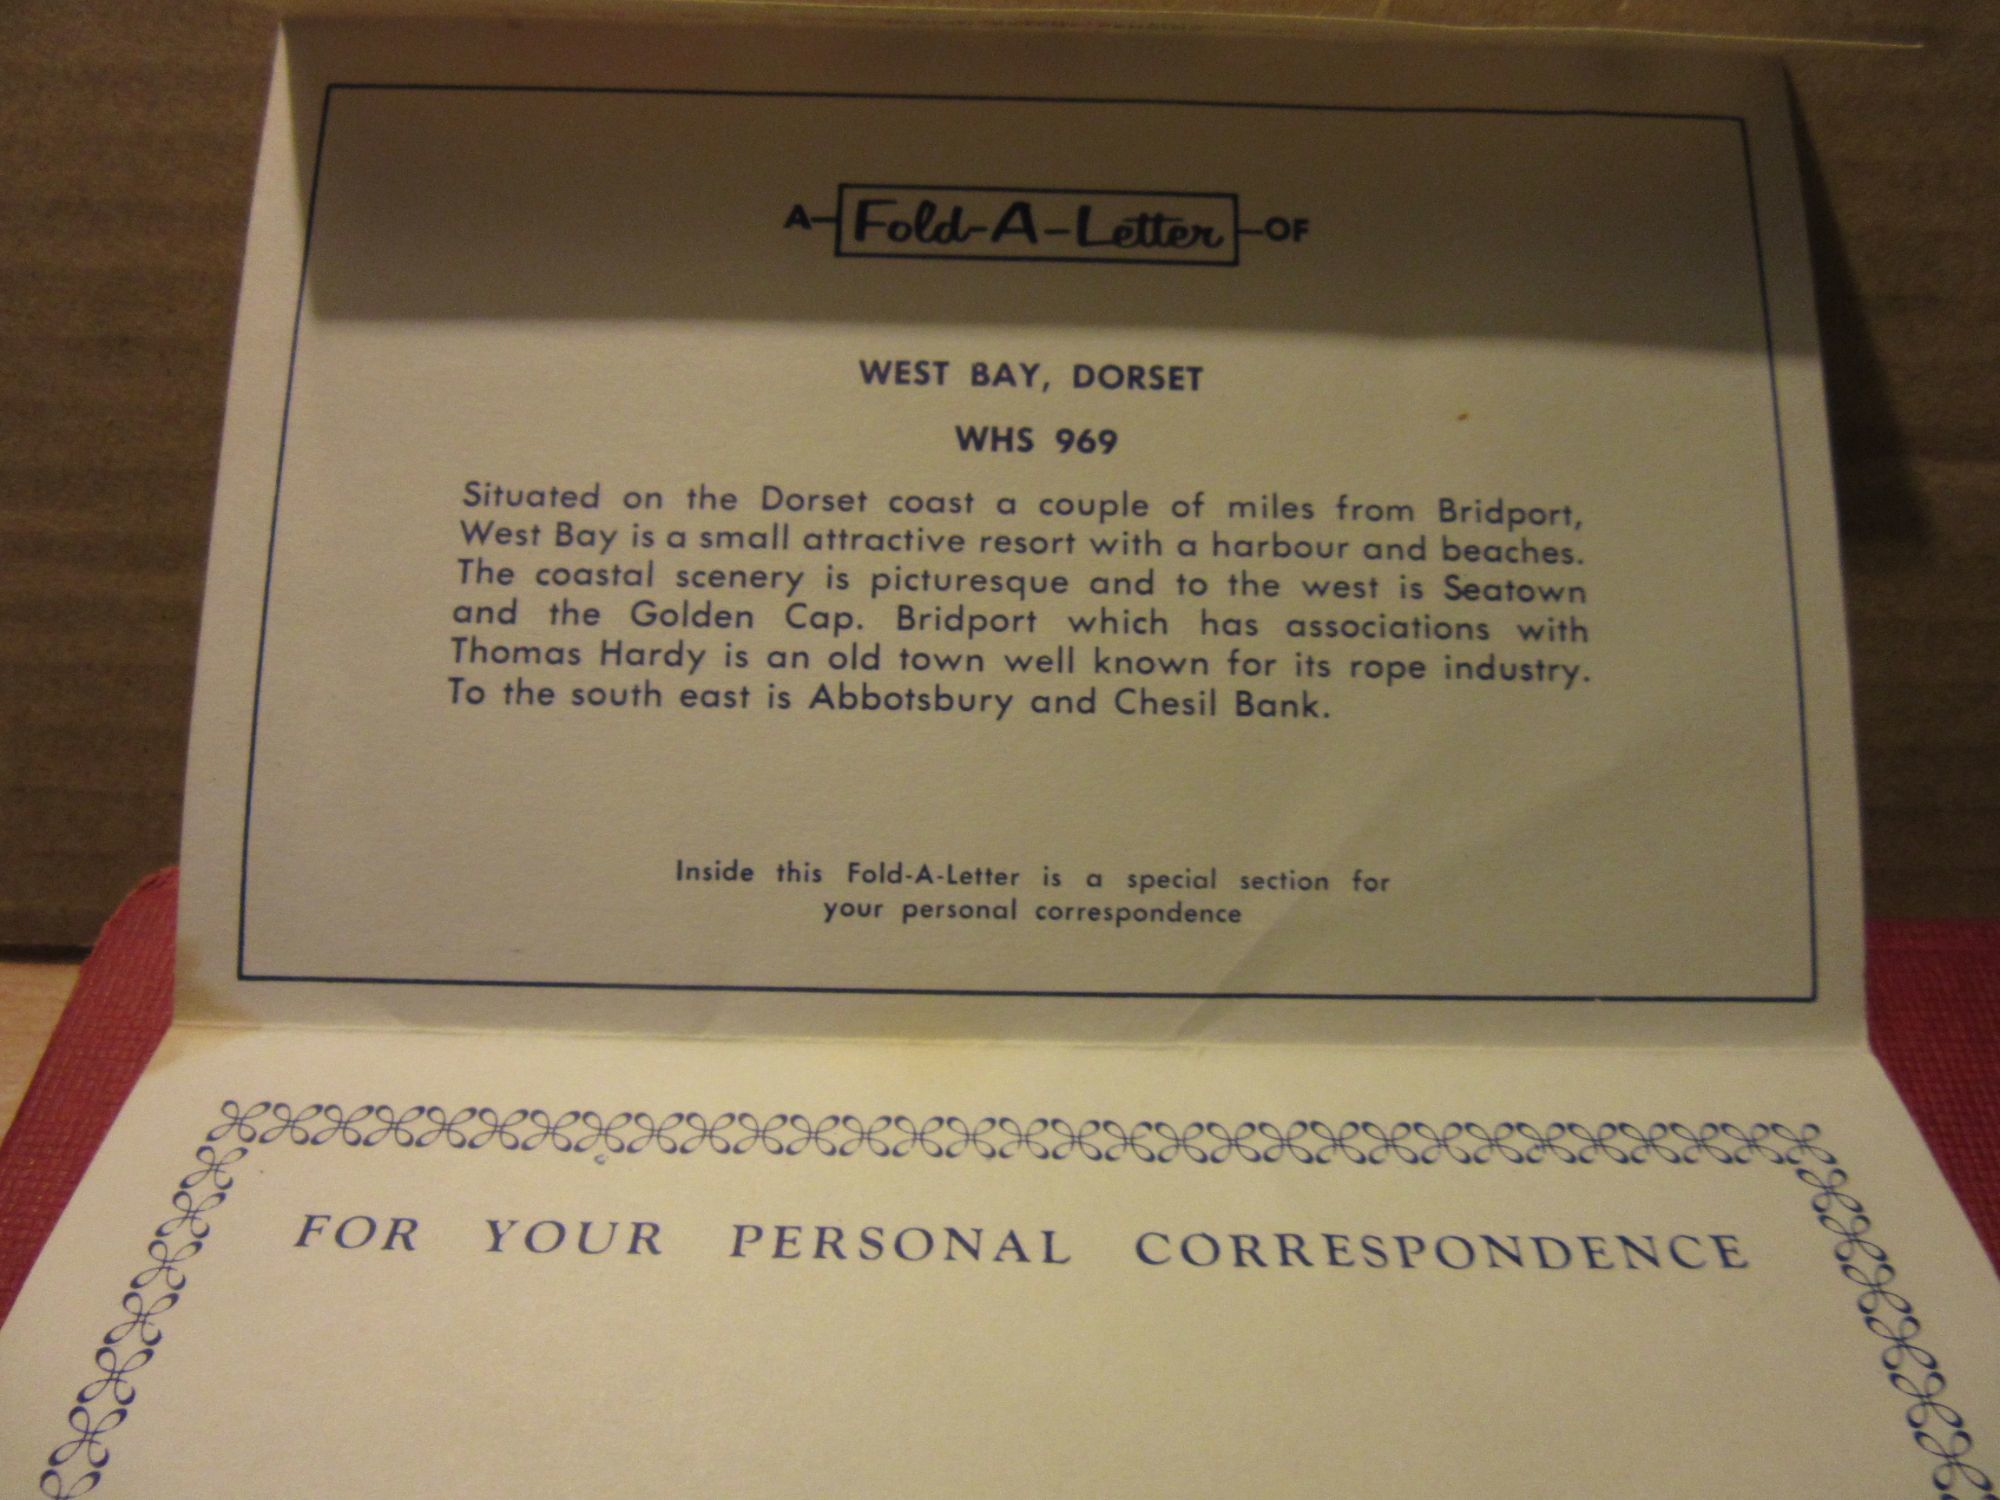 A-Fold-A-Letter-OF
WEST BAY, DORSET
WHS 969
Situated on the Dorset coast a couple of miles from Bridport,
West Bay is a small attractive resort with a harbour and beaches.
The coastal scenery is picturesque and to the west is Seatown
and the Golden Cap. Bridport which has associations with
Thomas Hardy is an old town well known for its rope industry.
To the south east is Abbotsbury and Chesil Bank.
Inside this Fold-A-Letter is a special section for
your personal correspondence
FOR YOUR PERSONAL CORRESPONDENCE